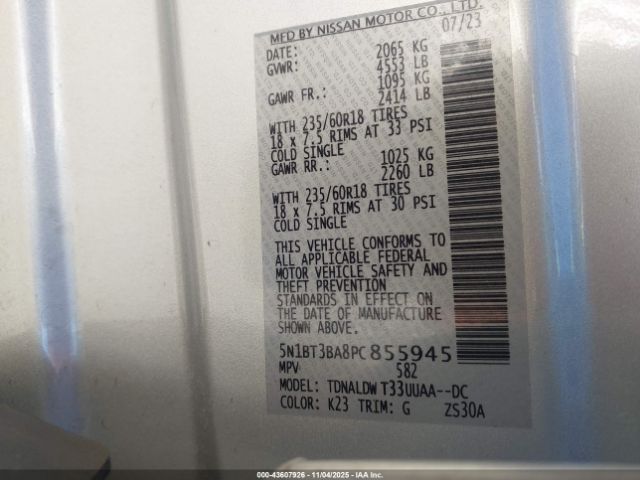 MFD BY NISSAN MOTOR CO., LTD.
DATE: 07/23
GVWR: 2065 KG
4553 LB
GAWR FR.: 1095 KG
2414 LB
WITH 235/60R18 TIRES
18 x 7.5 RIMS AT 33 PSI
COLD SINGLE
GAWR RR.: 1025 KG
2260 LB
WITH 235/60R18 TIRES
18 x 7.5 RIMS AT 30 PSI
COLD SINGLE
THIS VEHICLE CONFORMS TO
ALL APPLICABLE FEDERAL
MOTOR VEHICLE SAFETY AND
THEFT PREVENTION
STANDARDS IN EFFECT ON
THE DATE OF MANUFACTURE
SHOWN ABOVE.
5N1BT3BA8PC855945
MPV 582
MODEL: TDNALDW T33UUAA--DC
COLOR: K23 TRIM: G ZS30A
000-43607926 - 11/04/2025 - IAA, Inc.